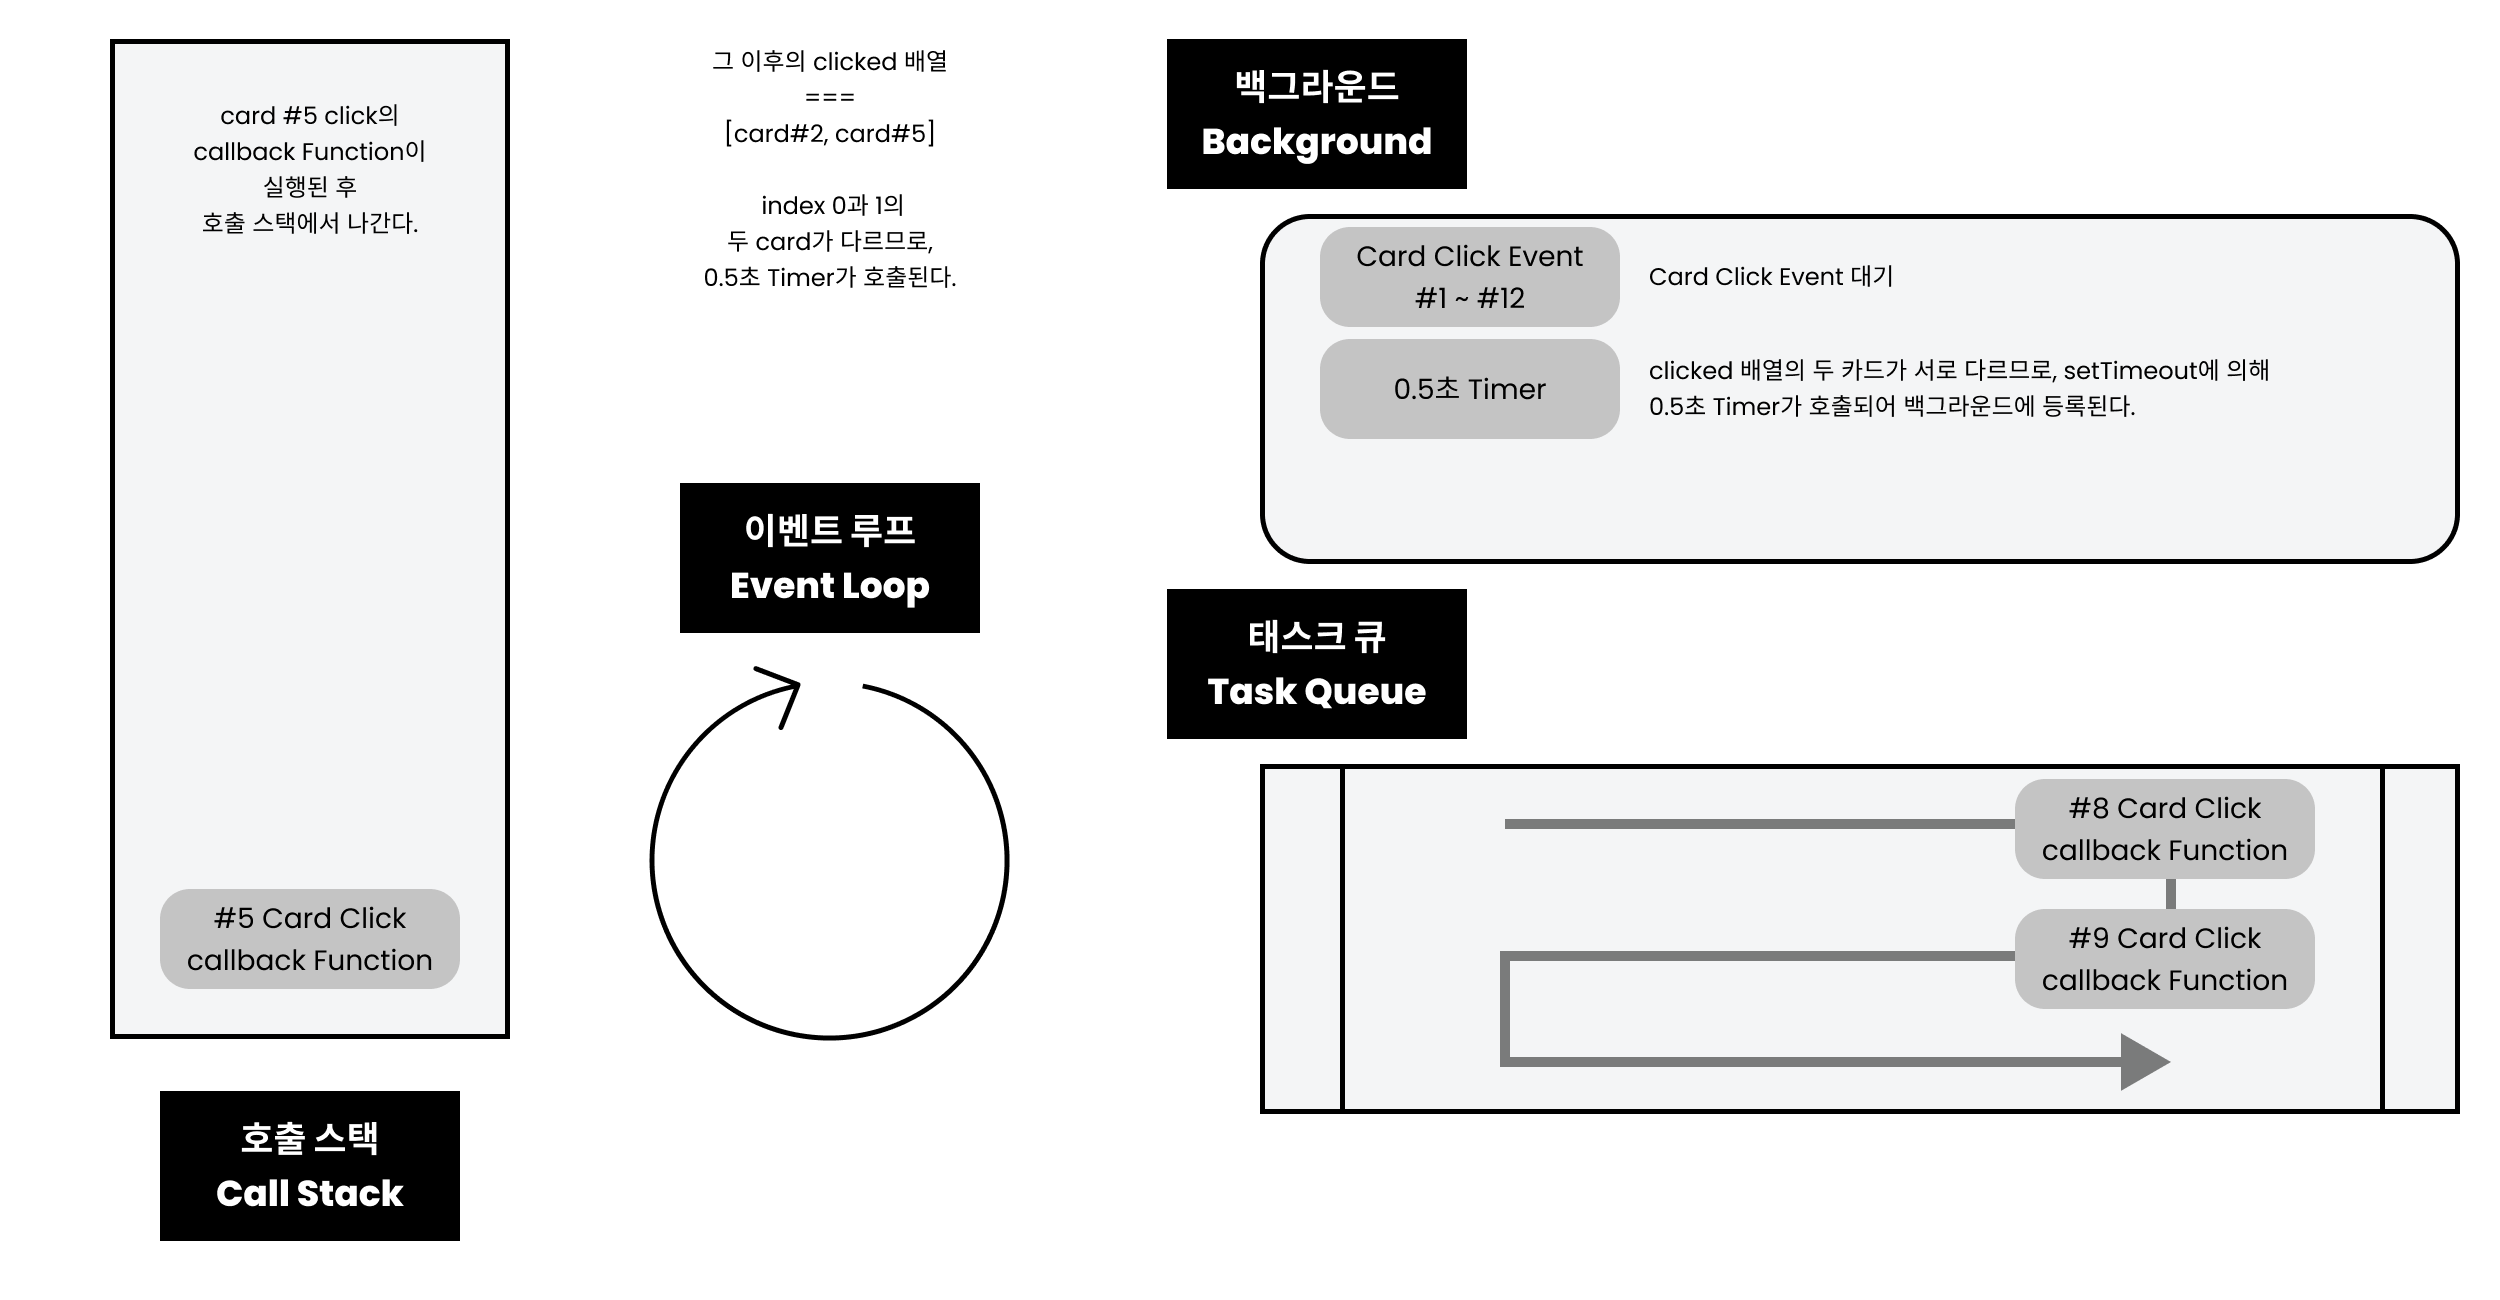 card #5 click의
callback Function이
실행된 후
호출 스택에서 나간다.
#5 Card Click
callback Function
호출 스택
Call Stack
그 이후의 clicked 배열
===
[card#2, card#5]
index 0과 1의
두 card가 다르므로,
0.5초 Timer가 호출된다.
이벤트 루프
Event Loop
백그라운드
Background
Card Click Event
#1 ~ #12
Card Click Event 대기
0.5초 Timer
clicked 배열의 두 카드가 서로 다르므로, setTimeout에 의해
0.5초 Timer가 호출되어 백그라운드에 등록된다.
태스크 큐
Task Queue
#8 Card Click
callback Function
#9 Card Click
callback Function